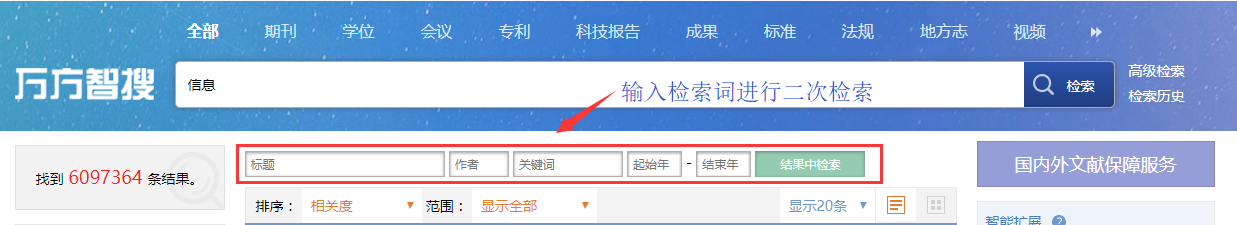 全部 期刊 学位 会议 专利 科技报告 成果 标准 法规 地方志 视频
万方智搜
信息
检索
高级检索
检索历史
输入检索词进行二次检索
找到 6097364 条结果。
标题 作者 关键词 起始年 - 结束年 结果中检索
国内外文献保障服务
排序： 相关度 范围： 显示全部 显示20条
智能扩展 ?